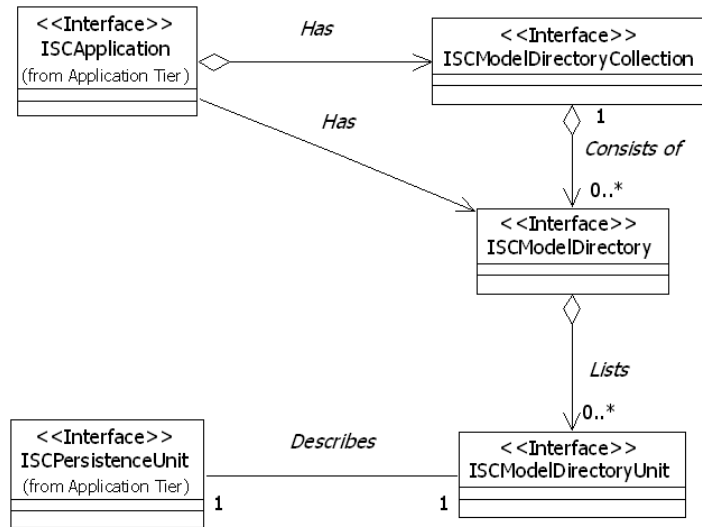 <<Interface>>
ISCApplication
(from Application Tier)
Has
<<Interface>>
ISCModelDirectoryCollection
1
Has
Consists of
0..*
<<Interface>>
ISCModelDirectory
Lists
0..*
<<Interface>>
ISCPersistenceUnit
(from Application Tier)
1
Describes
1
<<Interface>>
ISCModelDirectoryUnit